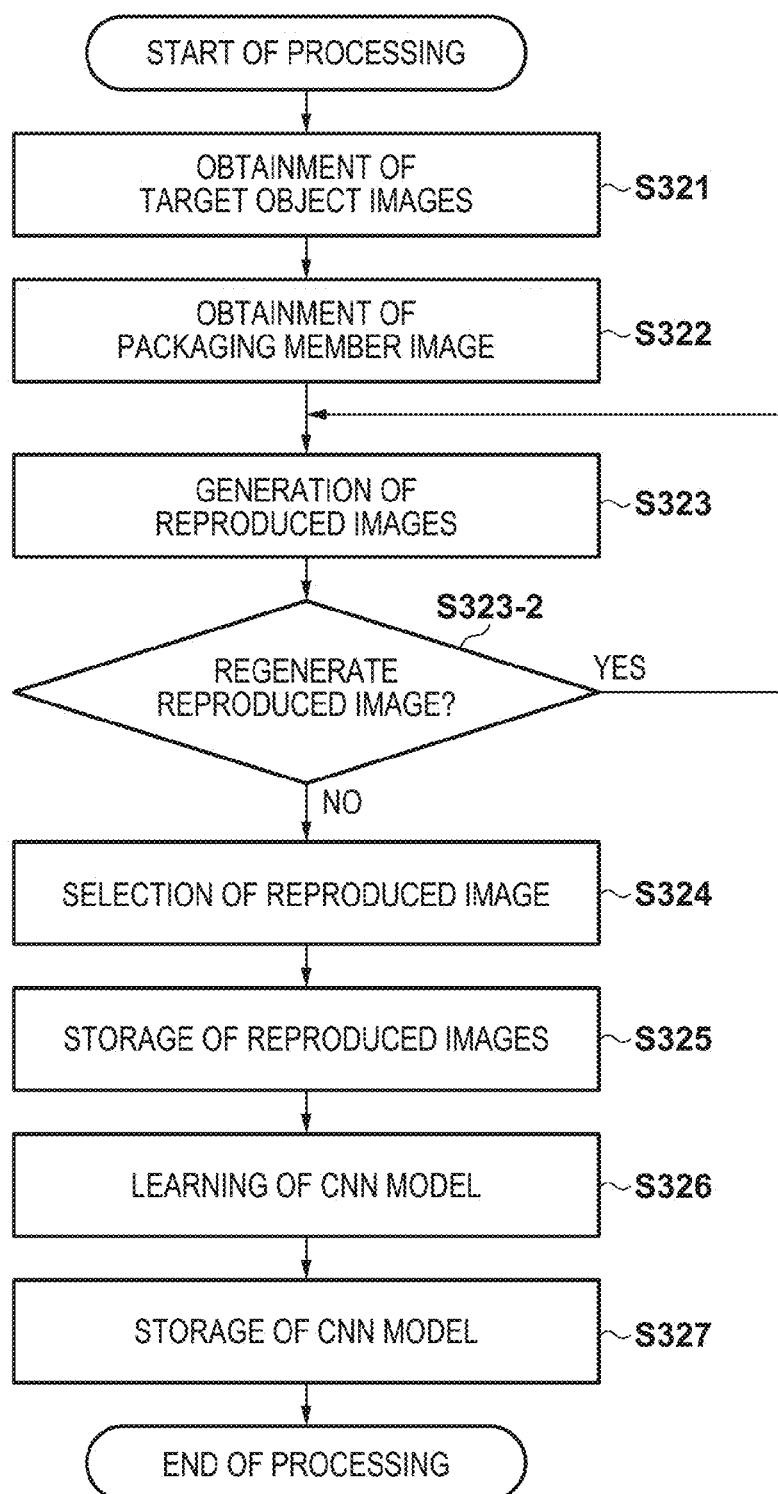 START OF PROCESSING
OBTAINMENT OF
TARGET OBJECT IMAGES
S321
OBTAINMENT OF
PACKAGING MEMBER IMAGE
S322
GENERATION OF
REPRODUCED IMAGES
S323
S323-2
REGENERATE
REPRODUCED IMAGE?
YES
NO
SELECTION OF REPRODUCED IMAGE
S324
STORAGE OF REPRODUCED IMAGES
S325
LEARNING OF CNN MODEL
S326
STORAGE OF CNN MODEL
S327
END OF PROCESSING